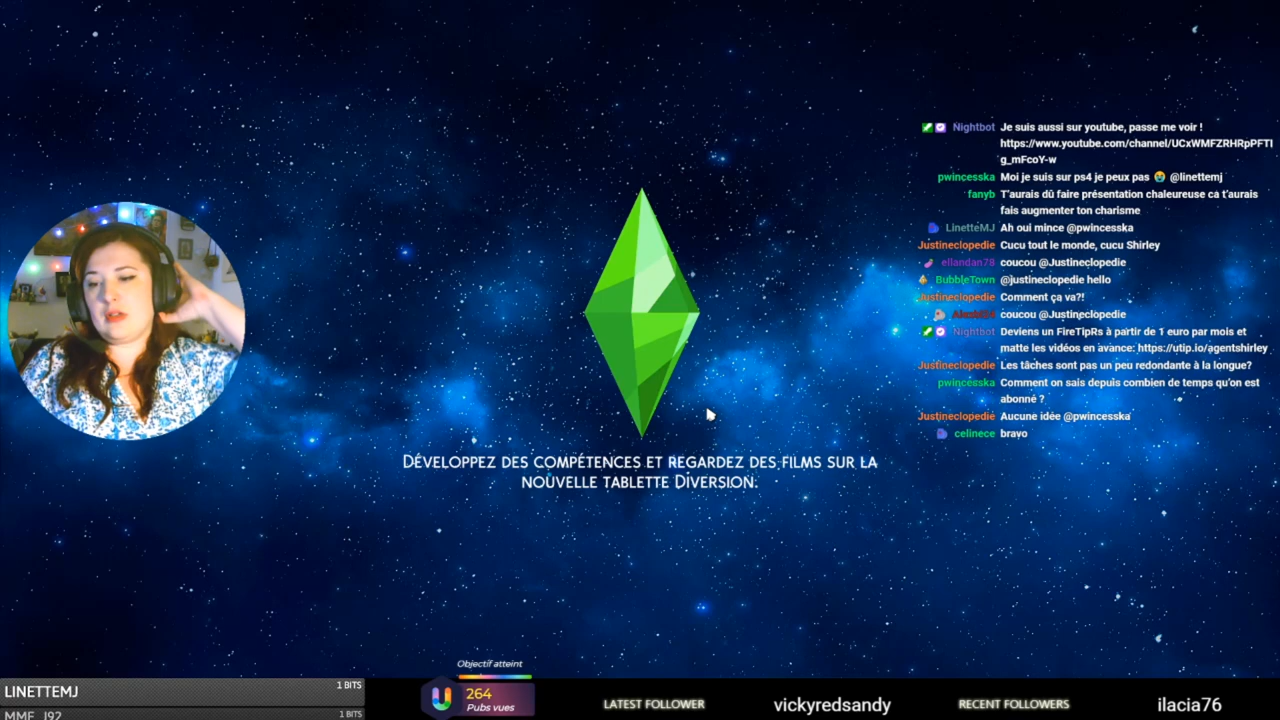 Nightbot Je suis aussi sur youtube, passe me voir !
https://www.youtube.com/channel/UCxWMFZRHRpPFTI
g_mFcoY-w
pwincesska Moi je suis sur ps4 je peux pas 😭 @linettemj
fanyb T'aurais dû faire présentation chaleureuse ca t'aurais
fais augmenter ton charisme
LinetteMJ Ah oui mince @pwincesska
Justineclopedie Cucu tout le monde, cucu Shirley
ellandan78 coucou @Justineclopedie
BubbleTown @justineclopedie hello
Justineclopedie Comment ça va?!
coucou @Justineclopedie
Nightbot Deviens un FireTipRs à partir de 1 euro par mois et
matte les vidéos en avance: https://utip.io/agentshirley
Justineclopedie Les tâches sont pas un peu redondante à la longue?
pwincesska Comment on sais depuis combien de temps qu'on est
abonné ?
Justineclopedie Aucune idée @pwincesska
celinece bravo
DÉVELOPPEZ DES COMPÉTENCES ET REGARDEZ DES FILMS SUR LA
NOUVELLE TABLETTE DIVERSION.
Objectif atteint
264
Pubs vues
LINETTEMJ 1 BITS
MME_J92 1 BITS
LATEST FOLLOWER vickyredsandy RECENT FOLLOWERS ilacia76